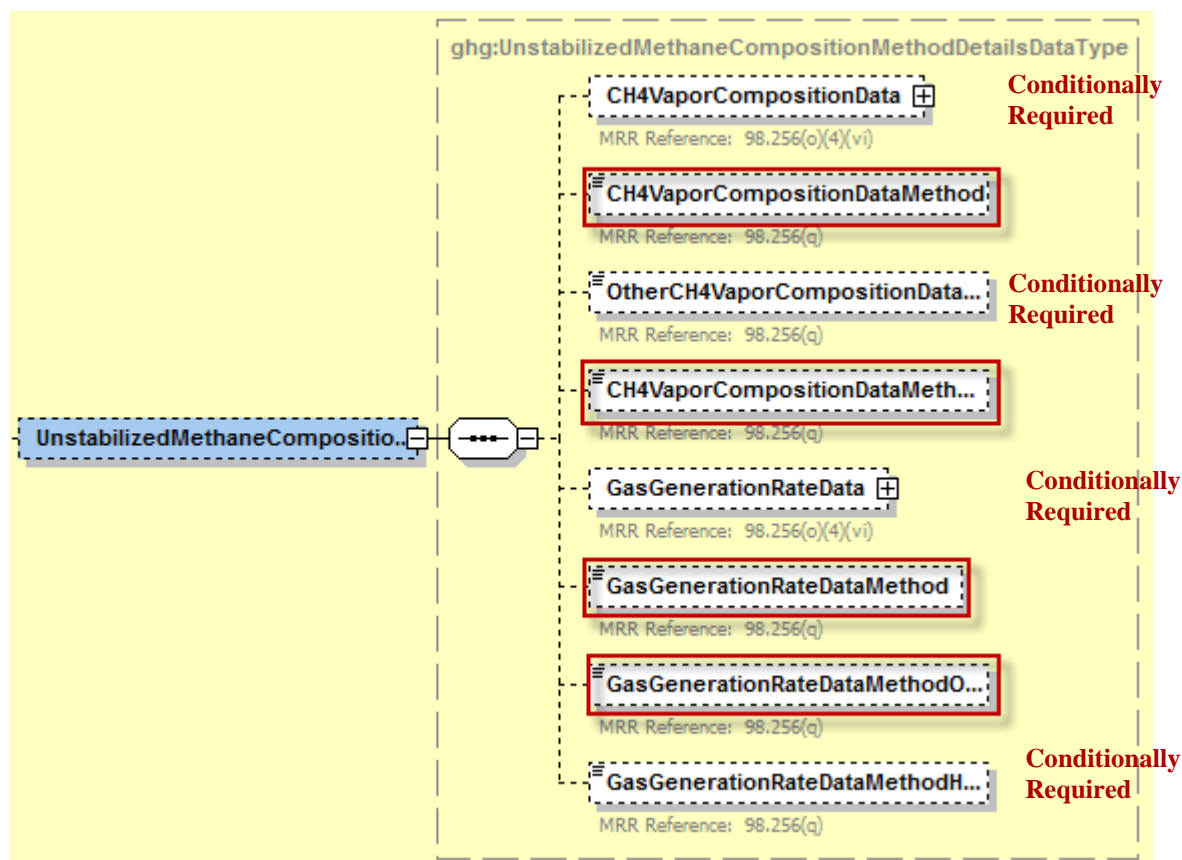 ghg:UnstabilizedMethaneCompositionMethodDetailsDataType
CH4VaporCompositionData
Conditionally
Required
MRR Reference: 98.256(o)(4)(vi)
CH4VaporCompositionDataMethod
MRR Reference: 98.256(q)
OtherCH4VaporCompositionData...
Conditionally
Required
MRR Reference: 98.256(q)
CH4VaporCompositionDataMeth...
MRR Reference: 98.256(q)
UnstabilizedMethaneCompositio..
GasGenerationRateData
Conditionally
Required
MRR Reference: 98.256(o)(4)(vi)
GasGenerationRateDataMethod
MRR Reference: 98.256(q)
GasGenerationRateDataMethodO...
MRR Reference: 98.256(q)
Conditionally
Required
GasGenerationRateDataMethodH...
MRR Reference: 98.256(q)